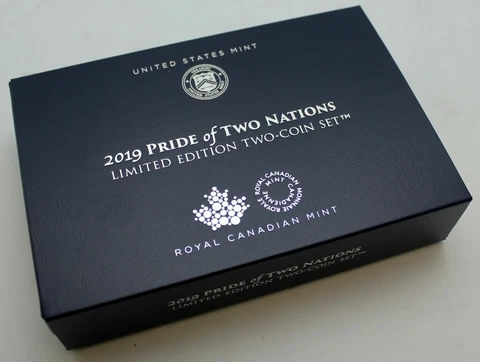 UNITED STATES MINT
2019 PRIDE of TWO NATIONS
LIMITED EDITION TWO-COIN SET™
ROYAL CANADIAN MINT
MONNAIE ROYALE CANADIENNE
ROYAL CANADIAN MINT
2019 PRIDE of TWO NATIONS
LIMITED EDITION TWO-COIN SET™